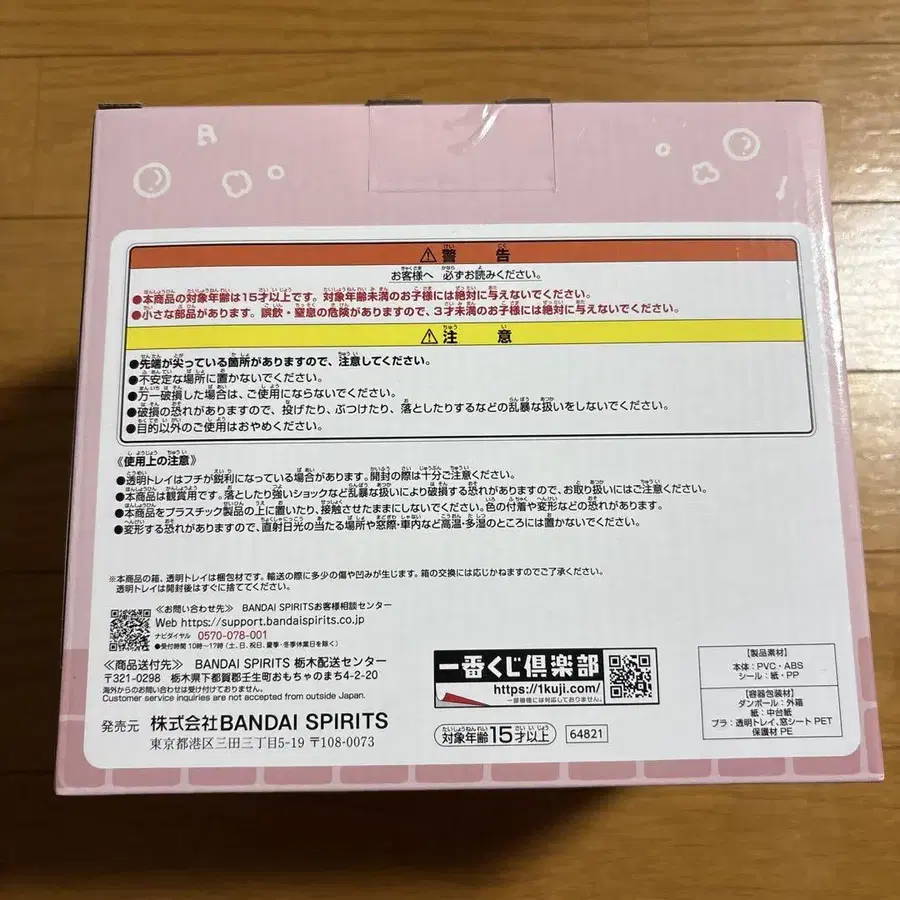 ⚠警告
お客様へ 必ずお読みください。
●本商品の対象年齢は15才以上です。対象年齢未満のお子様には絶対に与えないでください。
●小さな部品があります。誤飲・窒息の危険がありますので、3才未満のお子様には絶対に与えないでください。
⚠注意
●先端が尖っている箇所がありますので、注意してください。
●不安定な場所に置かないでください。
●万一破損した場合は、ご使用にならないでください。
●破損の恐れがありますので、投げたり、ぶつけたり、落としたりするなどの乱暴な扱いをしないでください。
●目的以外のご使用はおやめください。
《使用上の注意》
●透明トレイはフチが鋭利になっている場合があります。開封の際は十分ご注意ください。
●本商品は観賞用です。落としたり強いショックなど乱暴な扱いにより破損する恐れがありますので、お取り扱いにはご注意ください。
●本商品をプラスチック製品の上に置いたり、接触させたままにしないでください。色の付着や変形などの恐れがあります。
●変形する恐れがありますので、直射日光の当たる場所や窓際・車内など高温・多湿のところには置かないでください。
※本商品の箱、透明トレイは梱包材です。輸送の際に多少の傷や凹みが生じます。箱の交換には応じかねますのでご了承ください。
透明トレイは開封後はすぐに捨ててください。
≪お問い合わせ先≫ BANDAI SPIRITSお客様相談センター
Web https://support.bandaispirits.co.jp
ナビダイヤル 0570-078-001
●受付時間 10時〜17時(土、日、祝日、夏季・冬季休業日を除く)
≪商品送付先≫ BANDAI SPIRITS 栃木配送センター
〒321-0298 栃木県下都賀郡壬生町おもちゃのまち4-2-20
海外からのお問い合わせは受け付けておりません。
Customer service inquiries are not accepted from outside Japan.
発売元 株式会社BANDAI SPIRITS
東京都港区三田三丁目5-19 〒108-0073
一番くじ倶楽部
https://1kuji.com/
一部機種には対応しておりません。
対象年齢15才以上
64821
【製品素材】
本体:PVC・ABS
シール:紙・PP
【容器包装材】
ダンボール:外箱
紙:中台紙
プラ:透明トレイ、窓シート PET
保護材 PE